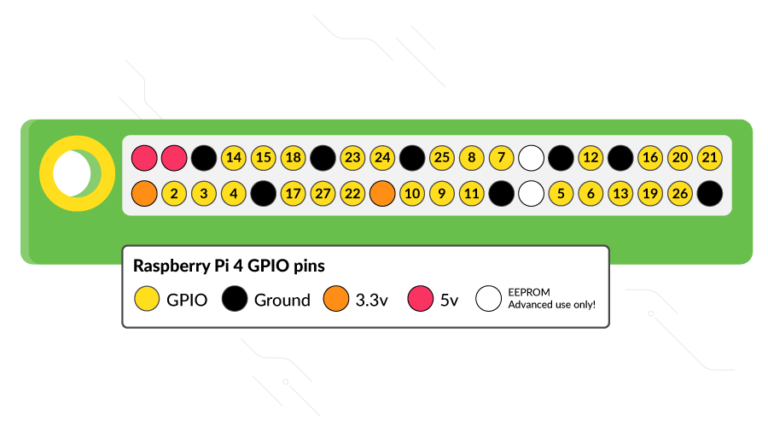 14 15 18 23 24 25 8 7 12 16 20 21
2 3 4 17 27 22 10 9 11 5 6 13 19 26
Raspberry Pi 4 GPIO pins
GPIO Ground 3.3v 5v EEPROM
Advanced use only!